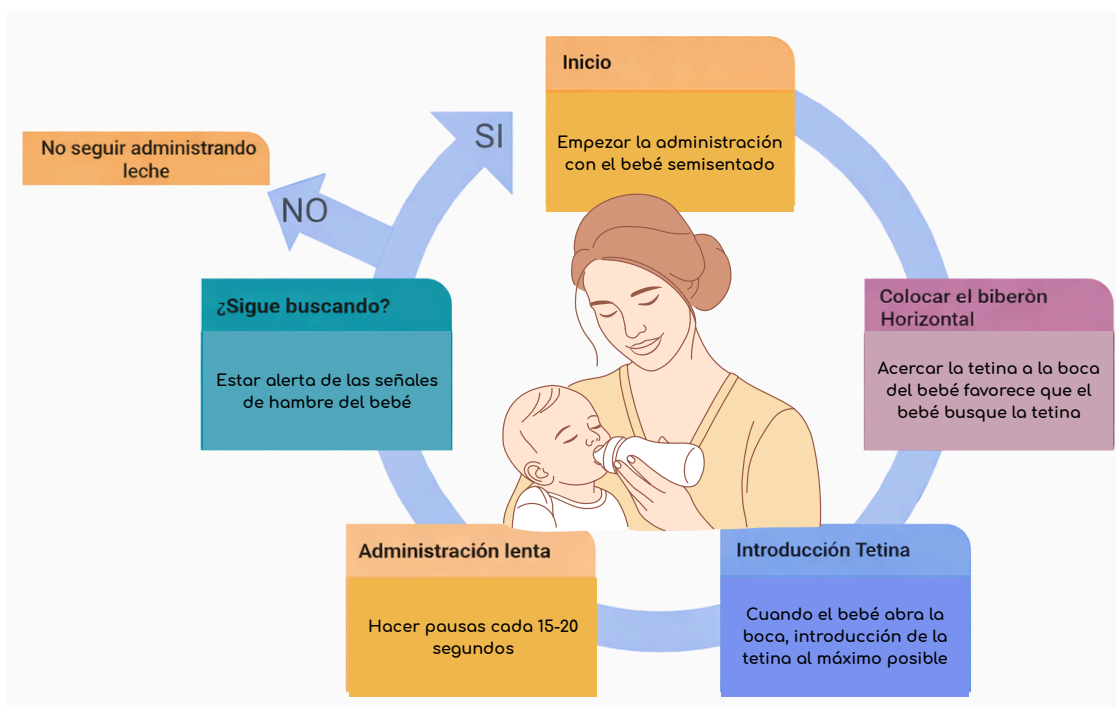 Inicio
Empezar la administración
con el bebé semisentado
Colocar el biberòn
Horizontal
Acercar la tetina a la boca
del bebé favorece que el
bebé busque la tetina
Introducción Tetina
Cuando el bebé abra la
boca, introducción de la
tetina al máximo posible
Administración lenta
Hacer pausas cada 15-20
segundos
¿Sigue buscando?
Estar alerta de las señales
de hambre del bebé
SI
NO
No seguir administrando
leche